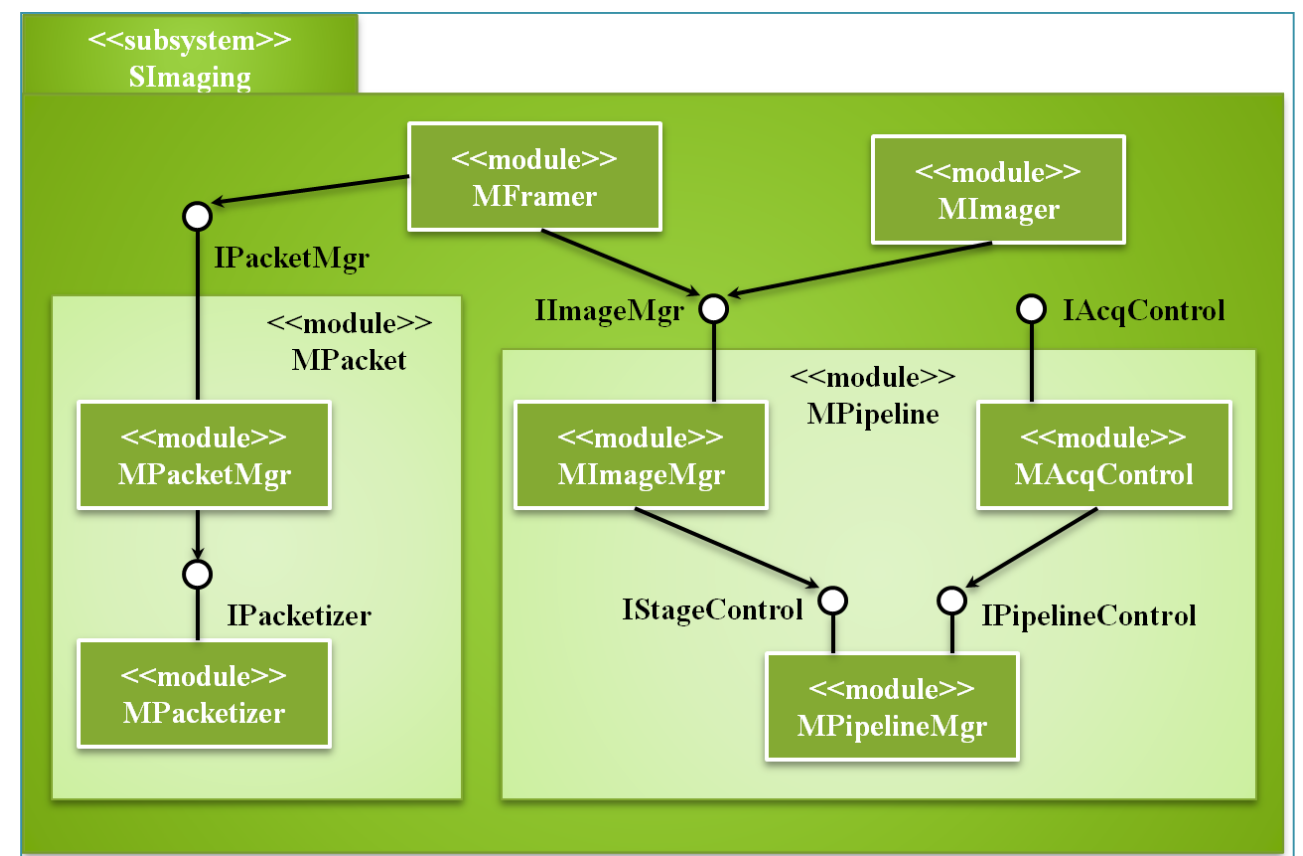 <<subsystem>>
SImaging
<<module>>
MFramer
<<module>>
MImager
IPacketMgr
IImageMgr
IAcqControl
<<module>>
MPacket
<<module>>
MPipeline
<<module>>
MPacketMgr
<<module>>
MImageMgr
<<module>>
MAcqControl
IPacketizer
IStageControl
IPipelineControl
<<module>>
MPacketizer
<<module>>
MPipelineMgr